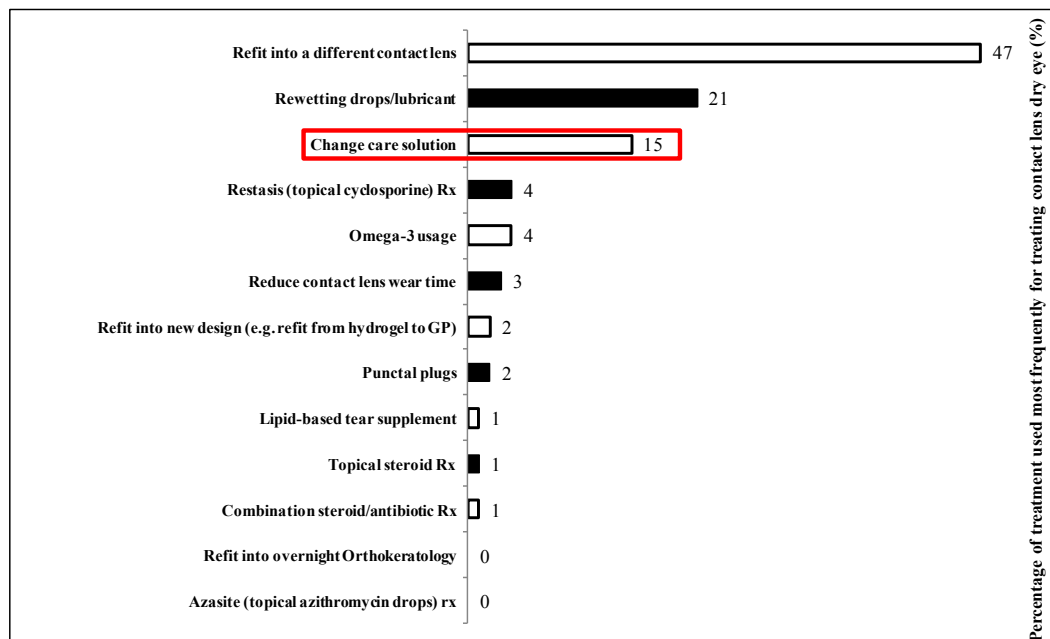 Refit into a different contact lens 47
Rewetting drops/lubricant 21
Change care solution 15
Restasis (topical cyclosporine) Rx 4
Omega-3 usage 4
Reduce contact lens wear time 3
Refit into new design (e.g. refit from hydrogel to GP) 2
Punctal plugs 2
Lipid-based tear supplement 1
Topical steroid Rx 1
Combination steroid/antibiotic Rx 1
Refit into overnight Orthokeratology 0
Azasite (topical azithromycin drops) rx 0
Percentage of treatment used most frequently for treating contact lens dry eye (%)